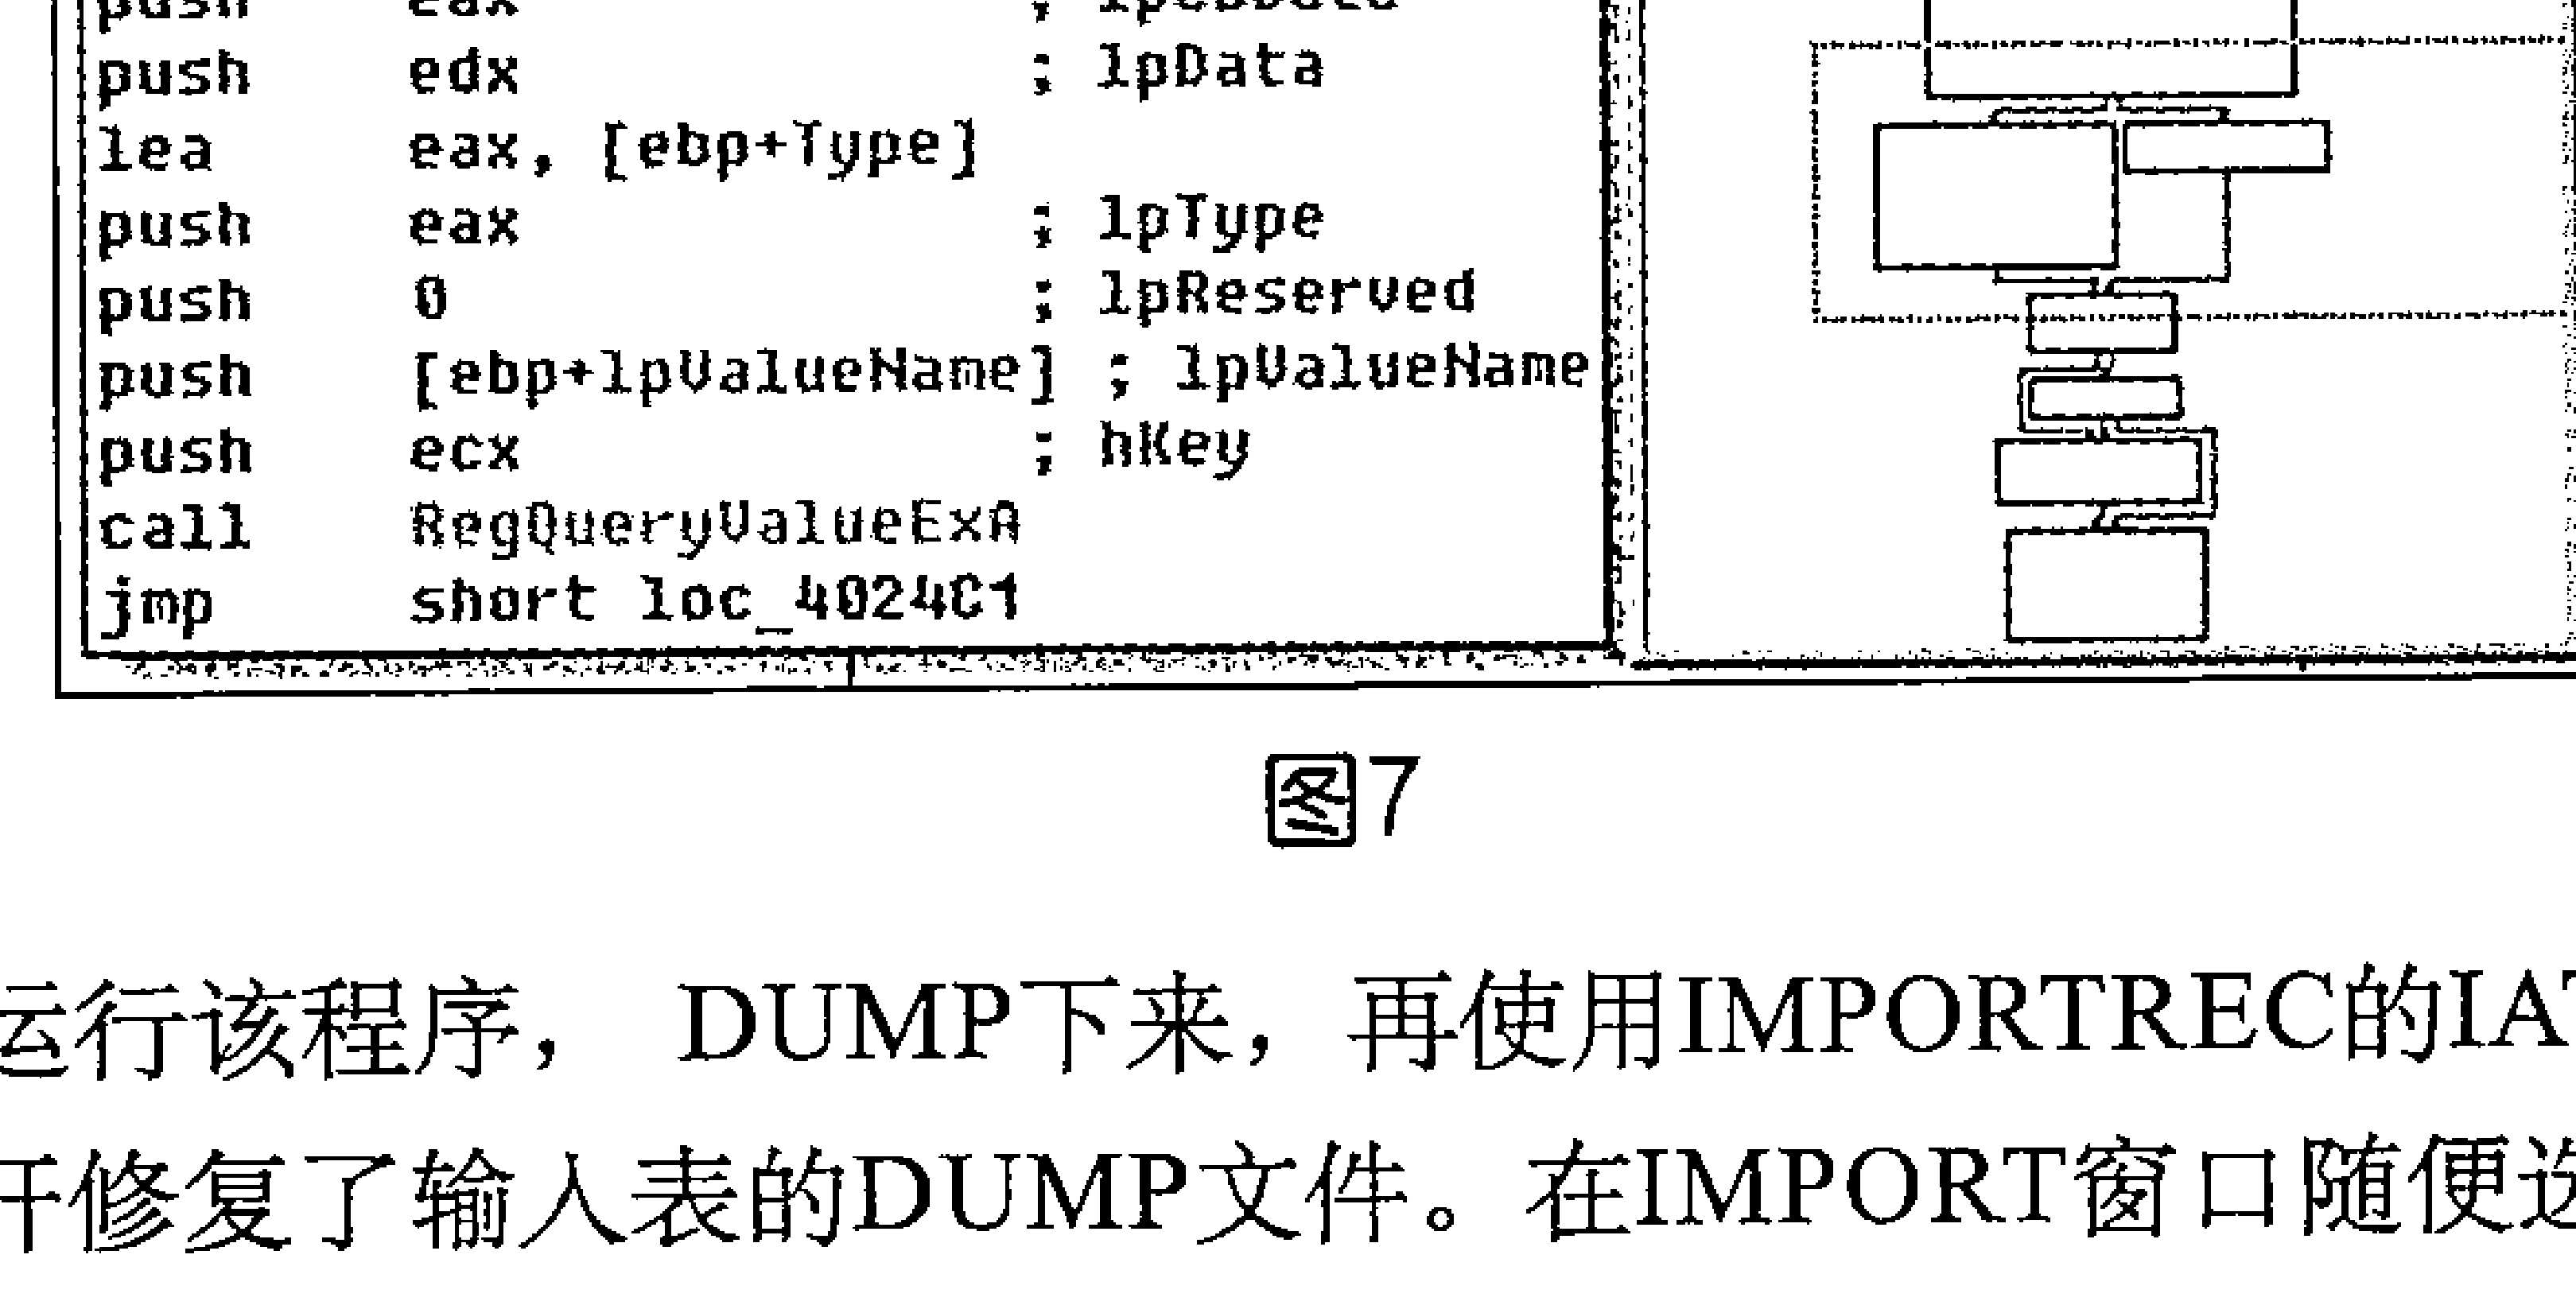 push eax ; lpcbData
push edx ; lpData
lea eax, [ebp+Type]
push eax ; lpType
push 0 ; lpReserved
push [ebp+lpValueName] ; lpValueName
push ecx ; hKey
call RegQueryValueExA
jmp short loc_4024C1
图7
运行该程序， DUMP下来，再使用IMPORTREC的IAT
修复了输入表的DUMP文件。在IMPORT窗口随便选